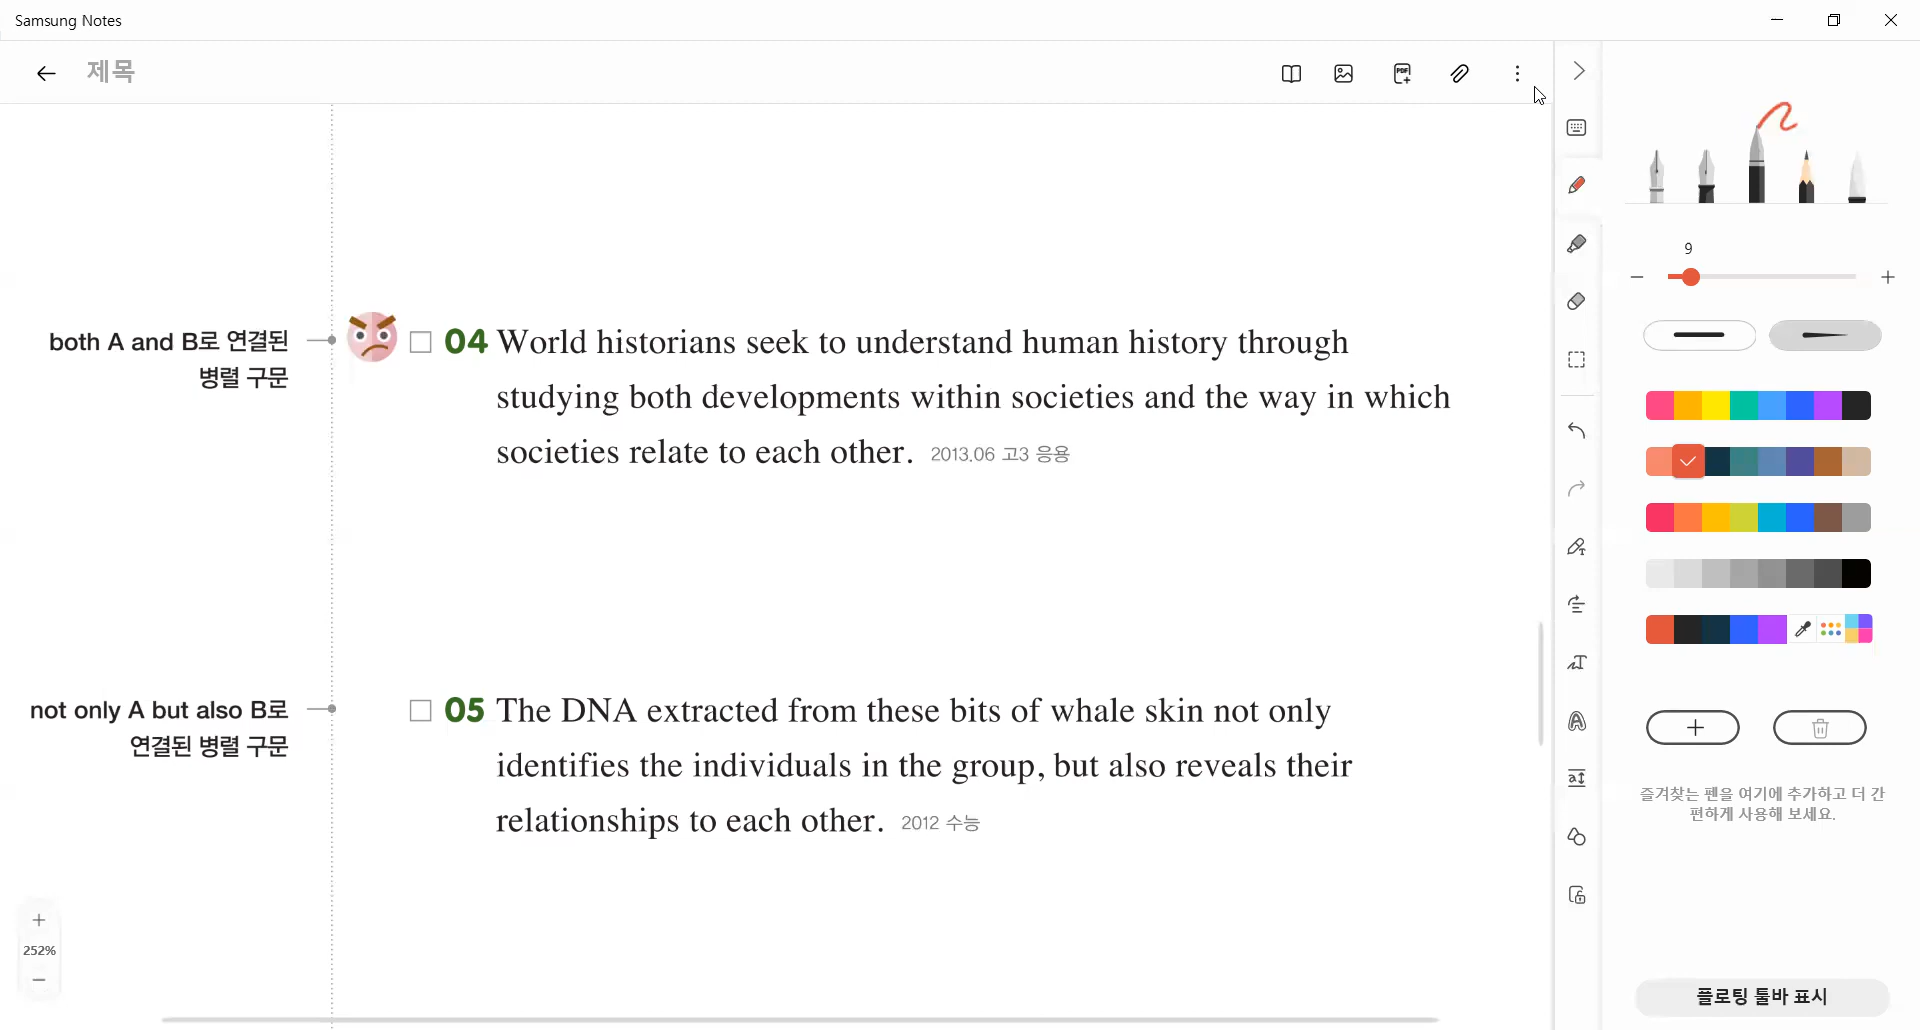 Samsung Notes
제목
9
both A and B로 연결된
병렬 구문
04 World historians seek to understand human history through
studying both developments within societies and the way in which
societies relate to each other. 2013.06 고3 응용
not only A but also B로
연결된 병렬 구문
05 The DNA extracted from these bits of whale skin not only
identifies the individuals in the group, but also reveals their
relationships to each other. 2012 수능
즐겨찾는 펜을 여기에 추가하고 더 간
편하게 사용해 보세요.
252%
플로팅 툴바 표시